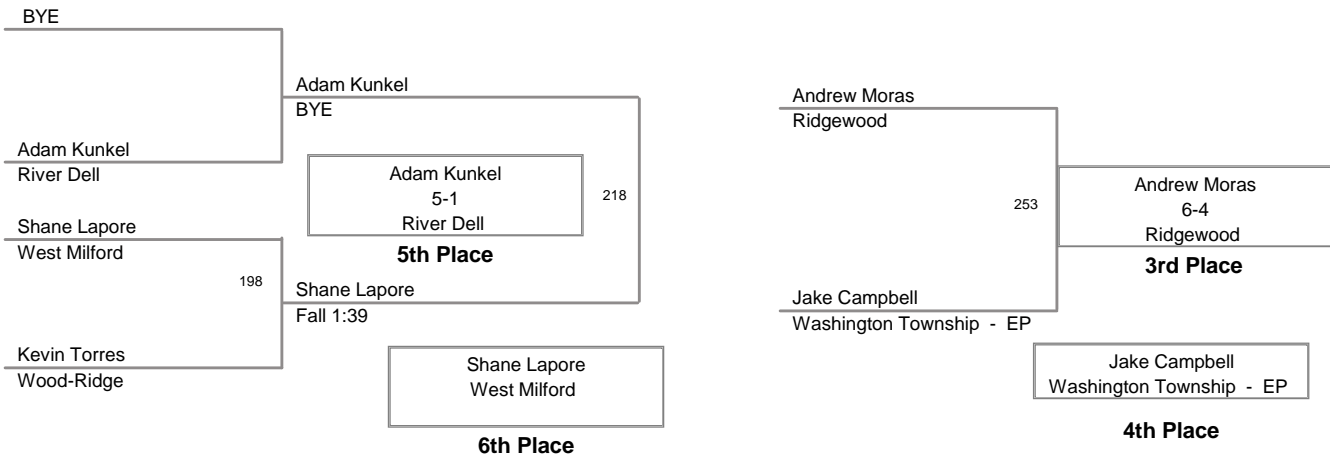 BYE
Adam Kunkel
BYE
Adam Kunkel
River Dell
Adam Kunkel
5-1
River Dell
5th Place
218
Shane Lapore
West Milford
198
Shane Lapore
Fall 1:39
Kevin Torres
Wood-Ridge
Shane Lapore
West Milford
6th Place
Andrew Moras
Ridgewood
253
Andrew Moras
6-4
Ridgewood
3rd Place
Jake Campbell
Washington Township - EP
Jake Campbell
Washington Township - EP
4th Place